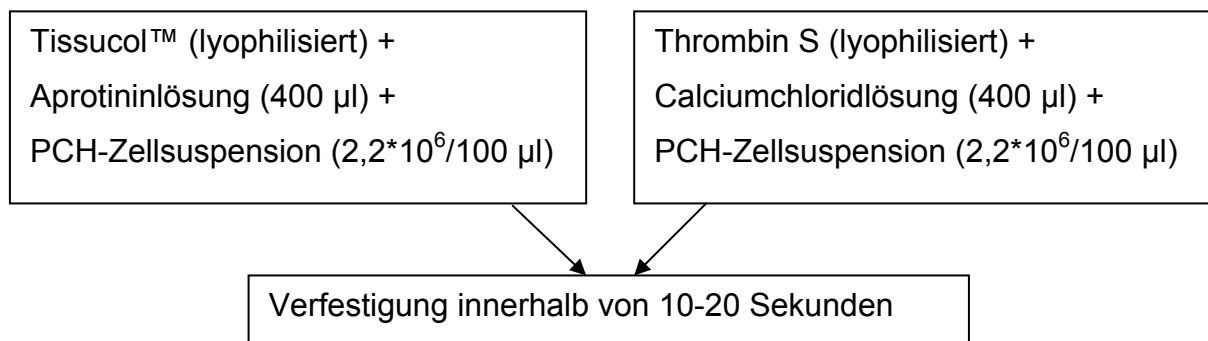 Tissucol™ (lyophilisiert) +
Aprotininlösung (400 µl) +
PCH-Zellsuspension (2,2*10⁶/100 µl)
Thrombin S (lyophilisiert) +
Calciumchloridlösung (400 µl) +
PCH-Zellsuspension (2,2*10⁶/100 µl)
Verfestigung innerhalb von 10-20 Sekunden